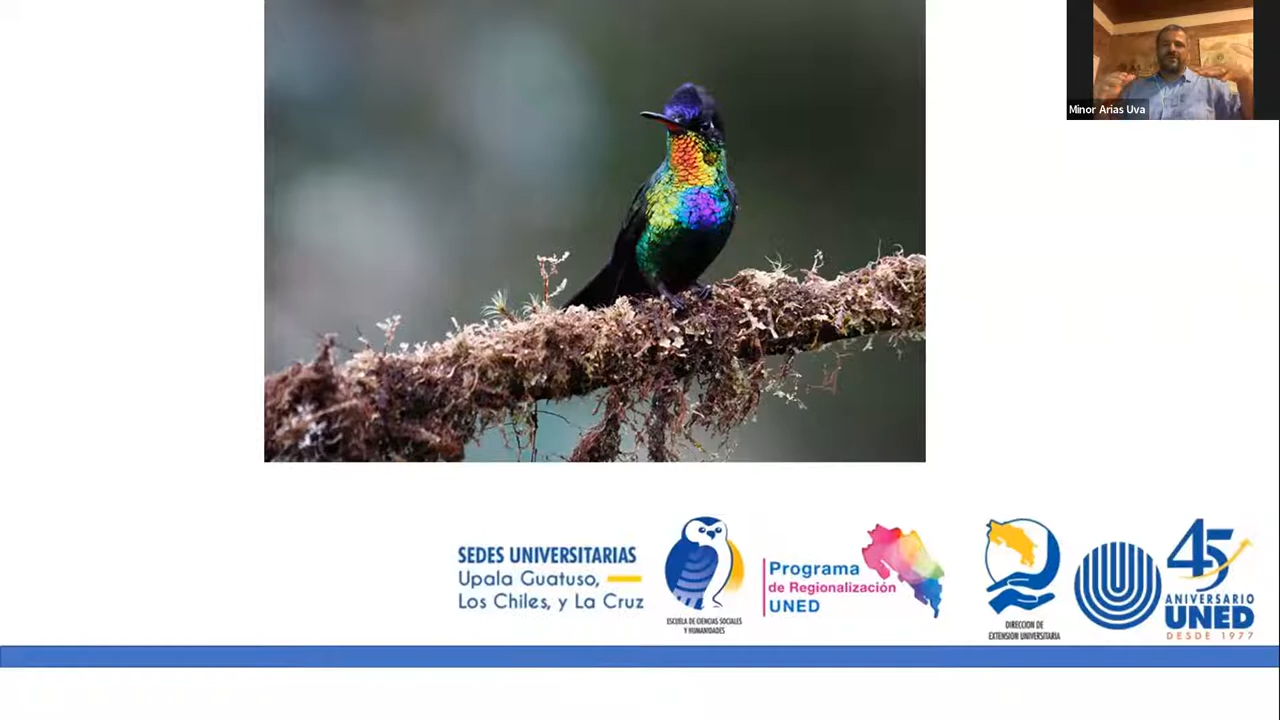 Minor Arias Uva
SEDES UNIVERSITARIAS
Upala Guatuso,
Los Chiles, y La Cruz
ESCUELA DE CIENCIAS SOCIALES
Y HUMANIDADES
Programa
de Regionalización
UNED
DIRECCION DE
EXTENSION UNIVERSITARIA
45
ANIVERSARIO
UNED
DESDE 1977